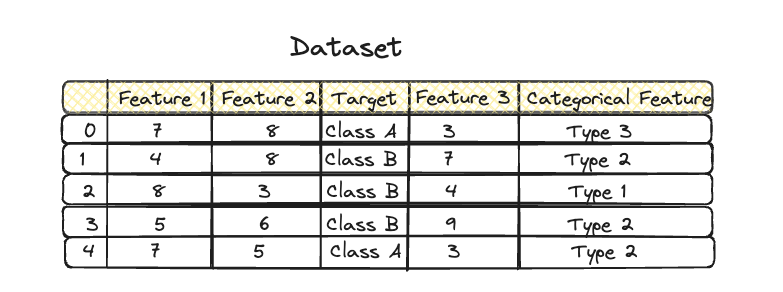 Dataset
Feature 1 Feature 2 Target Feature 3 Categorical Feature
0 7 8 Class A 3 Type 3
1 4 8 Class B 7 Type 2
2 8 3 Class B 4 Type 1
3 5 6 Class B 9 Type 2
4 7 5 Class A 3 Type 2